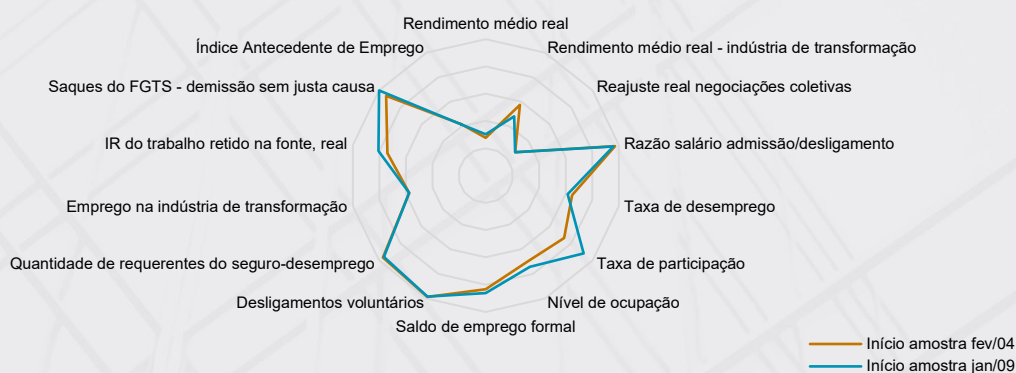 Rendimento médio real
Rendimento médio real - indústria de transformação
Reajuste real negociações coletivas
Razão salário admissão/desligamento
Taxa de desemprego
Taxa de participação
Nível de ocupação
Saldo de emprego formal
Desligamentos voluntários
Quantidade de requerentes do seguro-desemprego
Emprego na indústria de transformação
IR do trabalho retido na fonte, real
Saques do FGTS - demissão sem justa causa
Índice Antecedente de Emprego
Início amostra fev/04
Início amostra jan/09